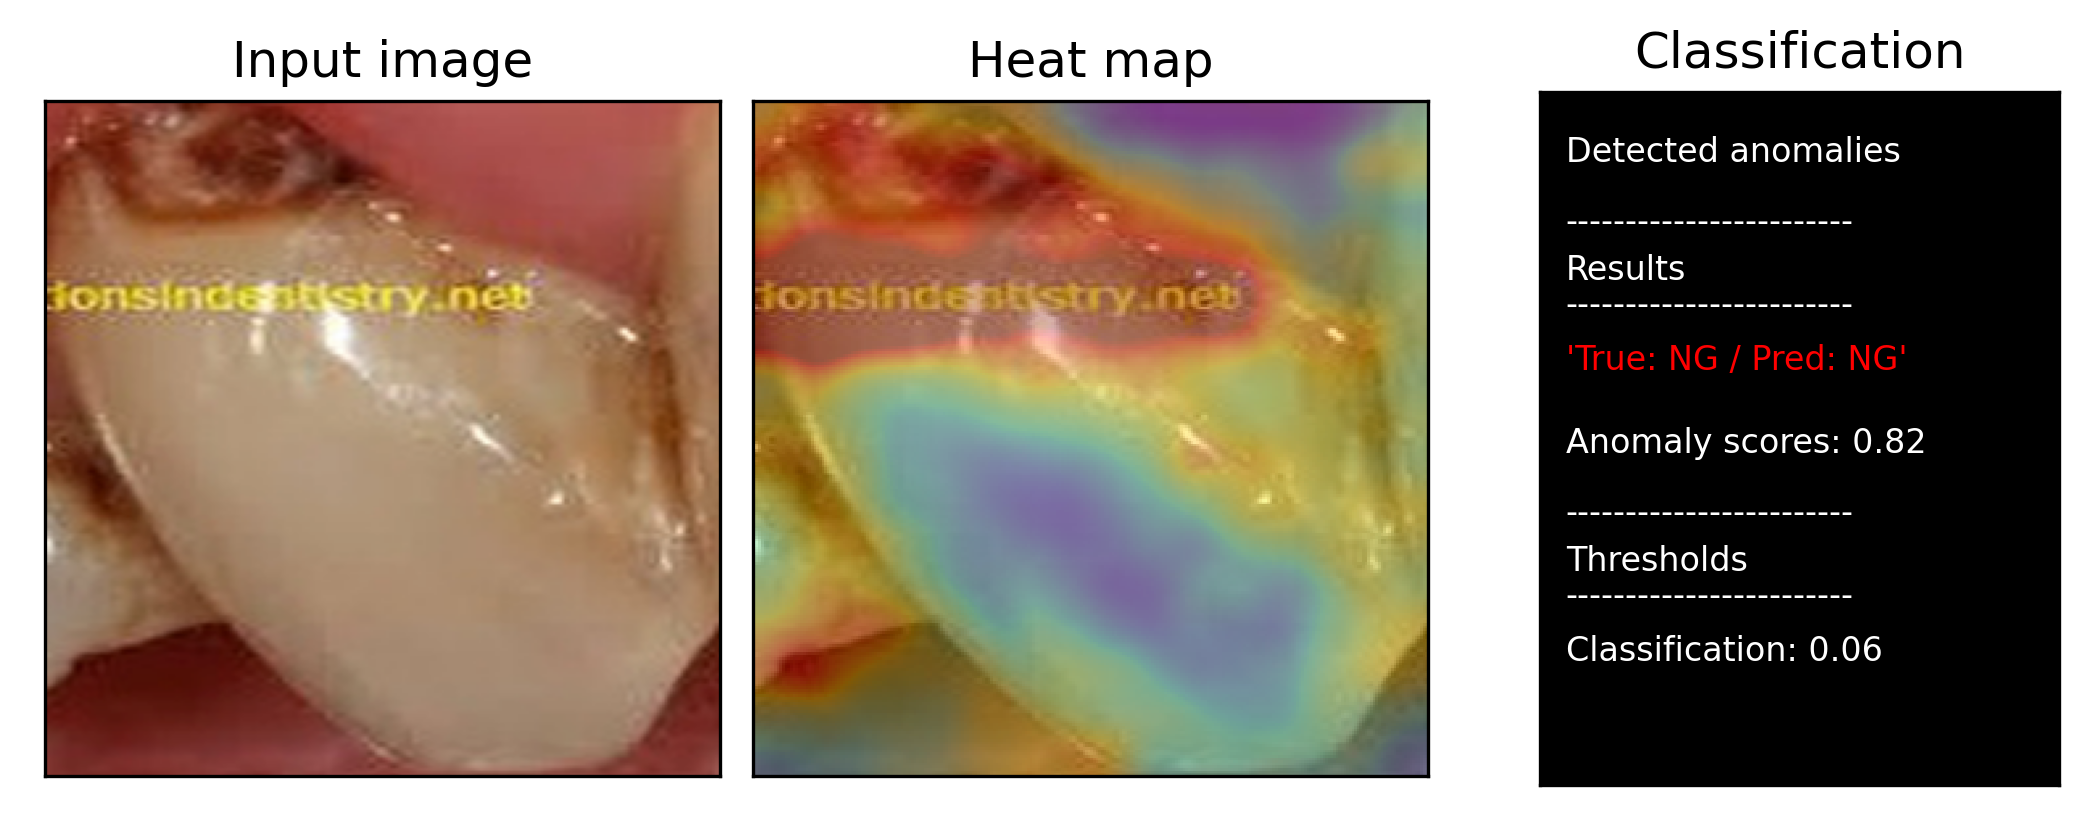 Input image
Heat map
Classification
tionsindentistry.net
tionsindentistry.net
Detected anomalies
------------------------
Results
------------------------
'True: NG / Pred: NG'
Anomaly scores: 0.82
------------------------
Thresholds
------------------------
Classification: 0.06